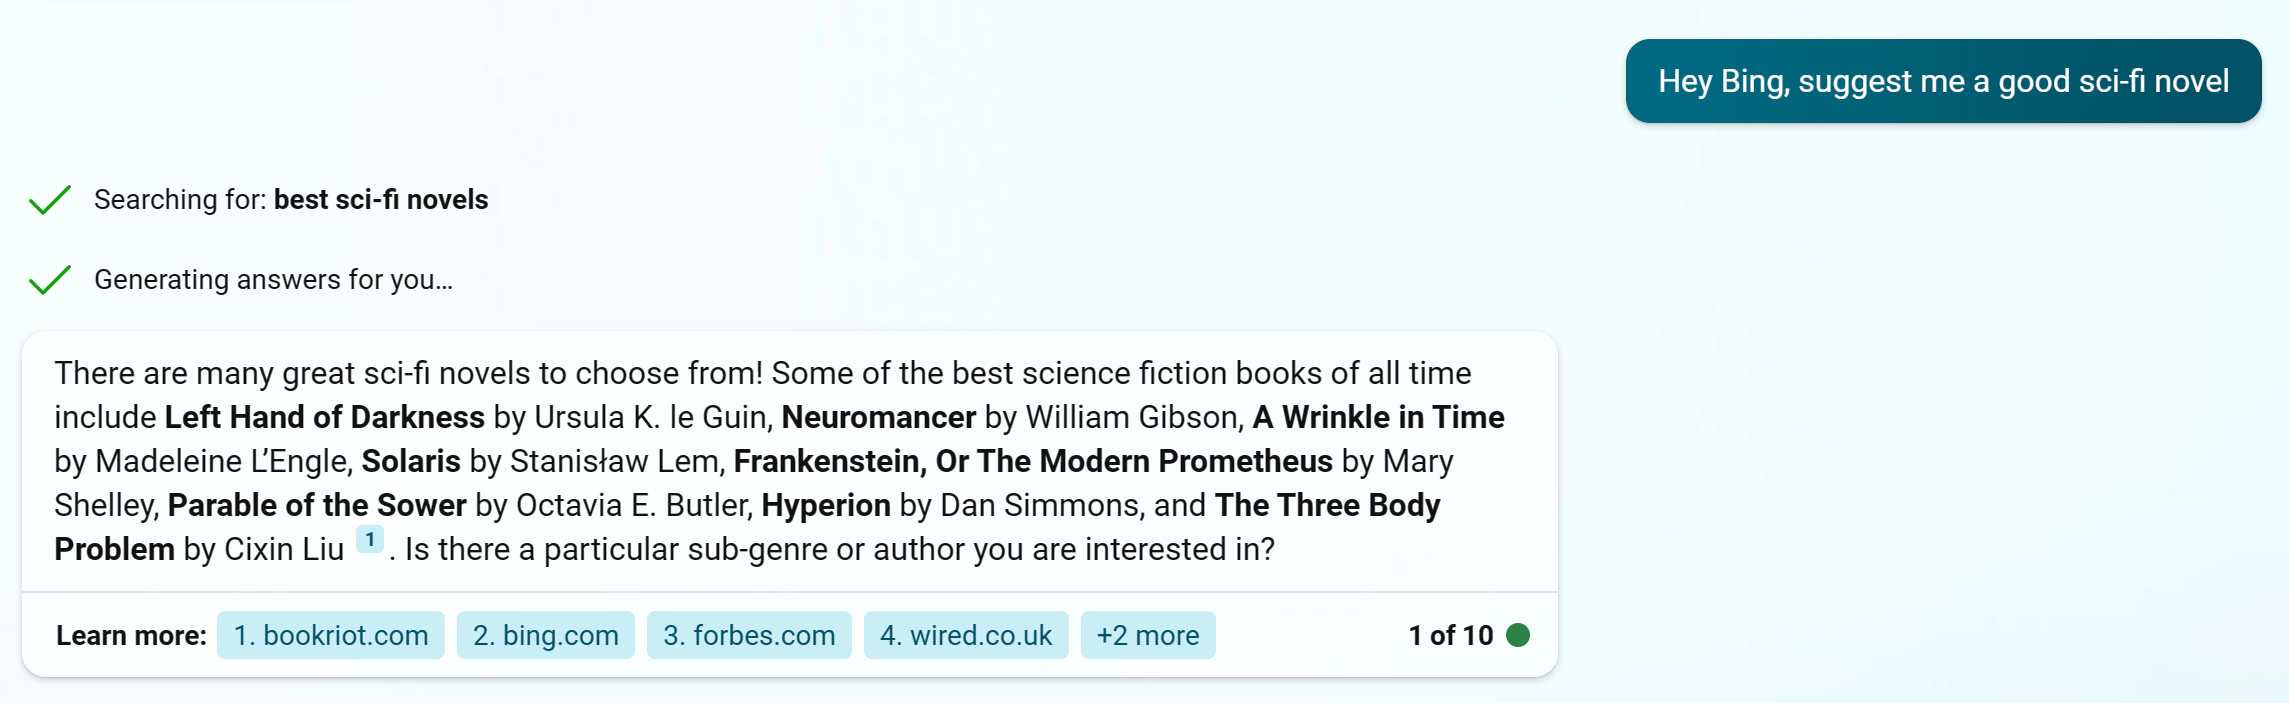 Hey Bing, suggest me a good sci-fi novel
Searching for: best sci-fi novels
Generating answers for you...
There are many great sci-fi novels to choose from! Some of the best science fiction books of all time
include Left Hand of Darkness by Ursula K. le Guin, Neuromancer by William Gibson, A Wrinkle in Time
by Madeleine L’Engle, Solaris by Stanisław Lem, Frankenstein, Or The Modern Prometheus by Mary
Shelley, Parable of the Sower by Octavia E. Butler, Hyperion by Dan Simmons, and The Three Body
Problem by Cixin Liu 1 . Is there a particular sub-genre or author you are interested in?
Learn more: 1. bookriot.com 2. bing.com 3. forbes.com 4. wired.co.uk +2 more 1 of 10